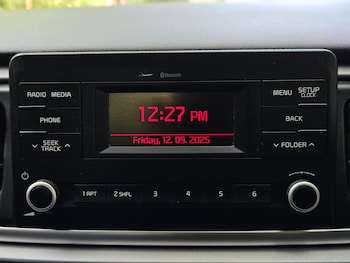 Bluetooth
RADIO MEDIA
PHONE
SEEK
TRACK
12:27 PM
Friday, 12. 09. 2025
MENU SETUP
CLOCK
BACK
FOLDER
1 RPT 2 SHFL 3 4 5 6